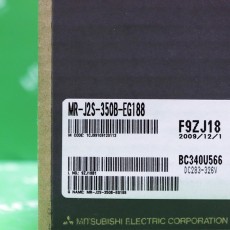 MR-J2S-350B-EG188
F9ZJ18
2009/12/1
BC340U566
DC283-326V
MITSUBISHI ELECTRIC CORPORATION